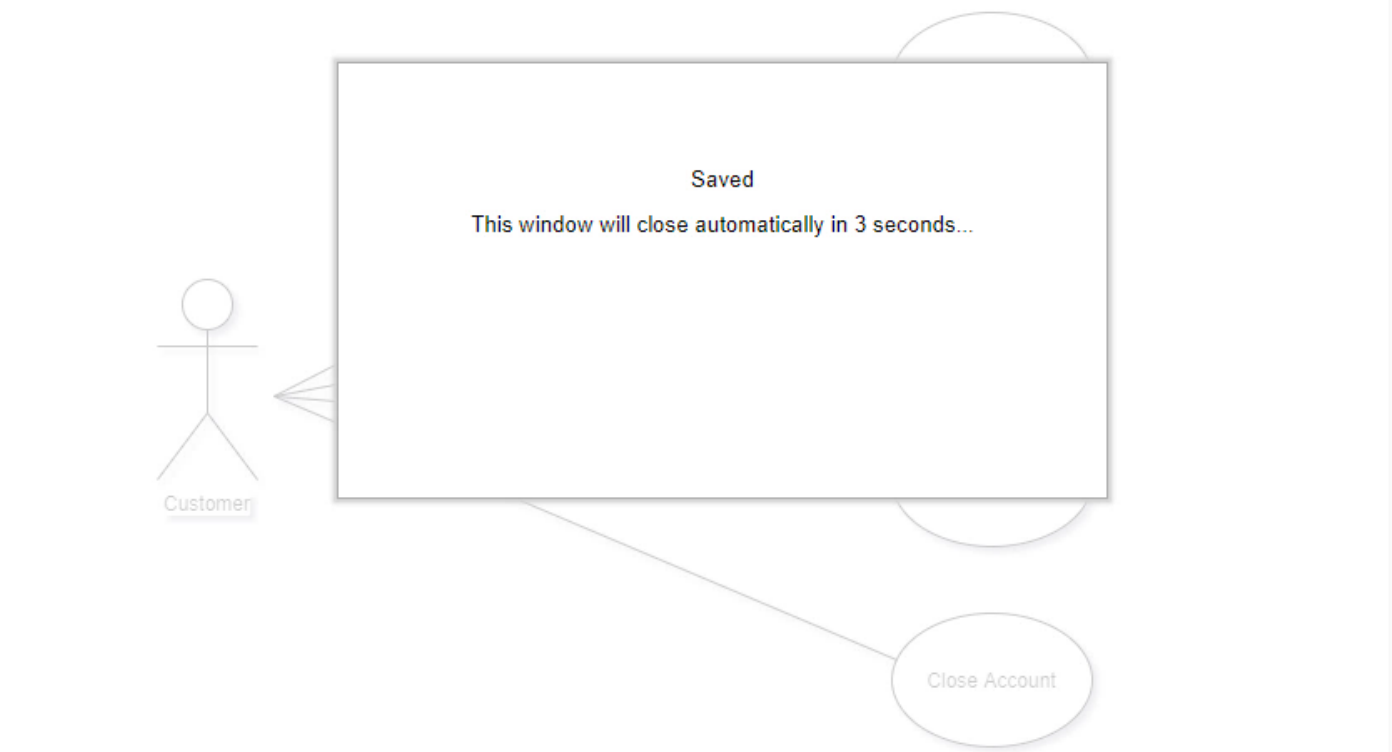 Saved
This window will close automatically in 3 seconds...
Customer
Close Account